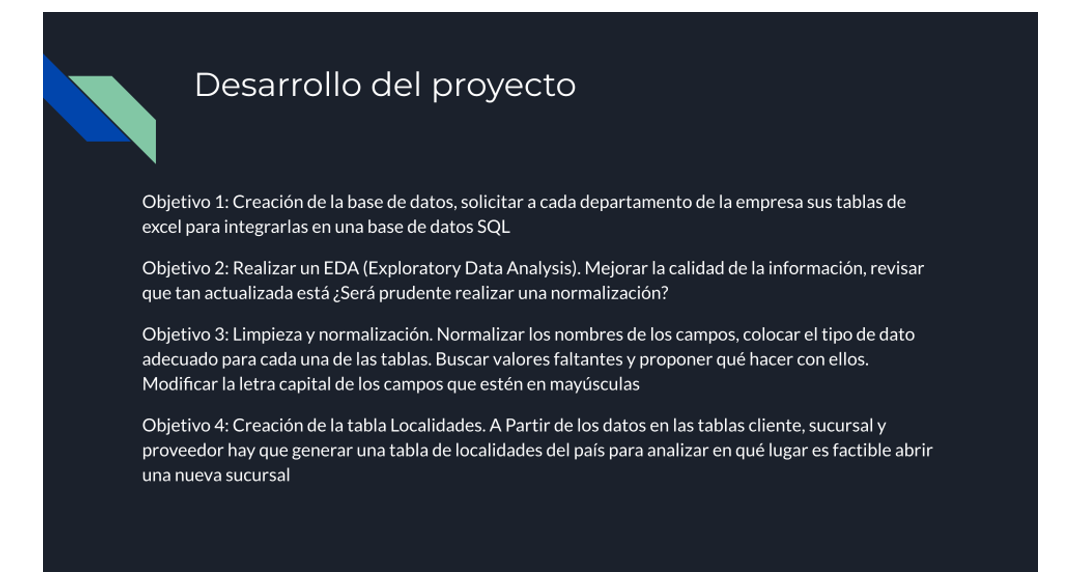 Desarrollo del proyecto
Objetivo 1: Creación de la base de datos, solicitar a cada departamento de la empresa sus tablas de
excel para integrarlas en una base de datos SQL
Objetivo 2: Realizar un EDA (Exploratory Data Analysis). Mejorar la calidad de la información, revisar
que tan actualizada está ¿Será prudente realizar una normalización?
Objetivo 3: Limpieza y normalización. Normalizar los nombres de los campos, colocar el tipo de dato
adecuado para cada una de las tablas. Buscar valores faltantes y proponer qué hacer con ellos.
Modificar la letra capital de los campos que estén en mayúsculas
Objetivo 4: Creación de la tabla Localidades. A Partir de los datos en las tablas cliente, sucursal y
proveedor hay que generar una tabla de localidades del país para analizar en qué lugar es factible abrir
una nueva sucursal